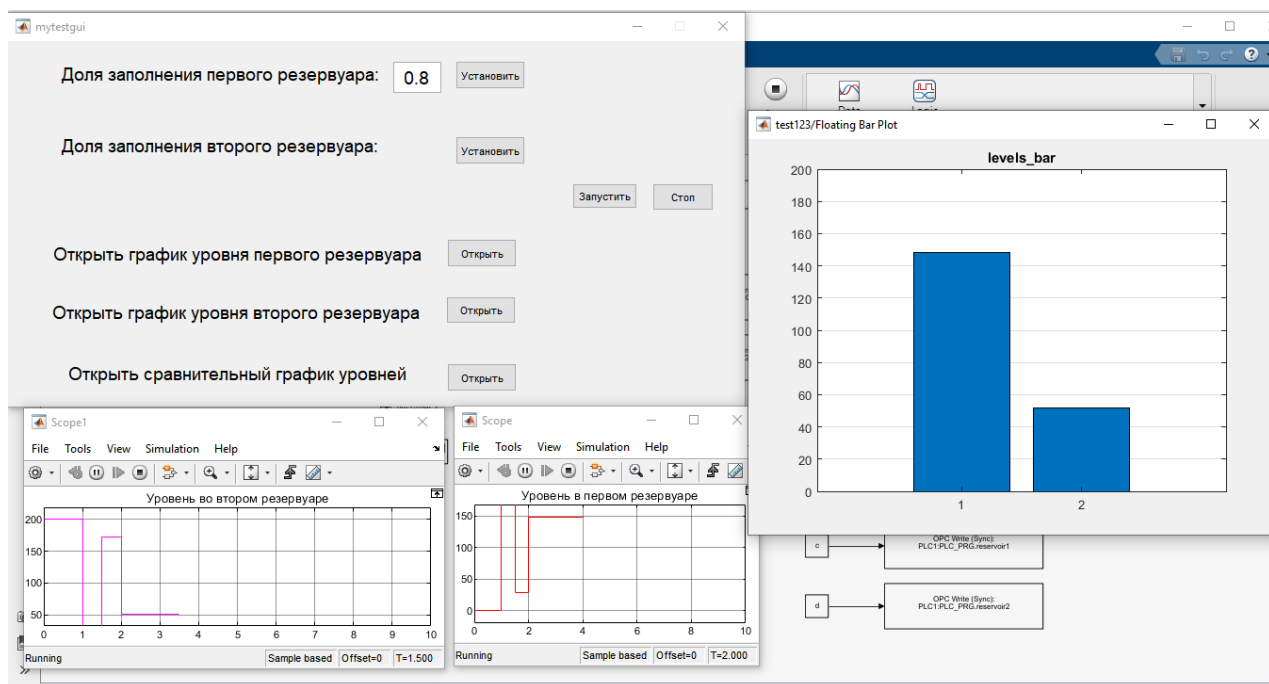 mytestgui
Доля заполнения первого резервуара:
0.8
Установить
Доля заполнения второго резервуара:
Установить
Запустить
Стоп
Открыть график уровня первого резервуара
Открыть
Открыть график уровня второго резервуара
Открыть
Открыть сравнительный график уровней
Открыть
?
test123/Floating Bar Plot
levels_bar
200
180
160
140
120
100
80
60
40
20
0
1
2
Scope1
File Tools View Simulation Help
Уровень во втором резервуаре
200
150
100
50
0 1 2 3 4 5 6 7 8 9 10
Running
Sample based Offset=0 T=1.500
Scope
File Tools View Simulation Help
Уровень в первом резервуаре
150
100
50
0
0 2 4 6 8 10
Running
Sample based Offset=0 T=2.000
c
OPC Write (Sync):
PLC1:PLC_PRG.reservoir1
d
OPC Write (Sync):
PLC1:PLC_PRG.reservoir2